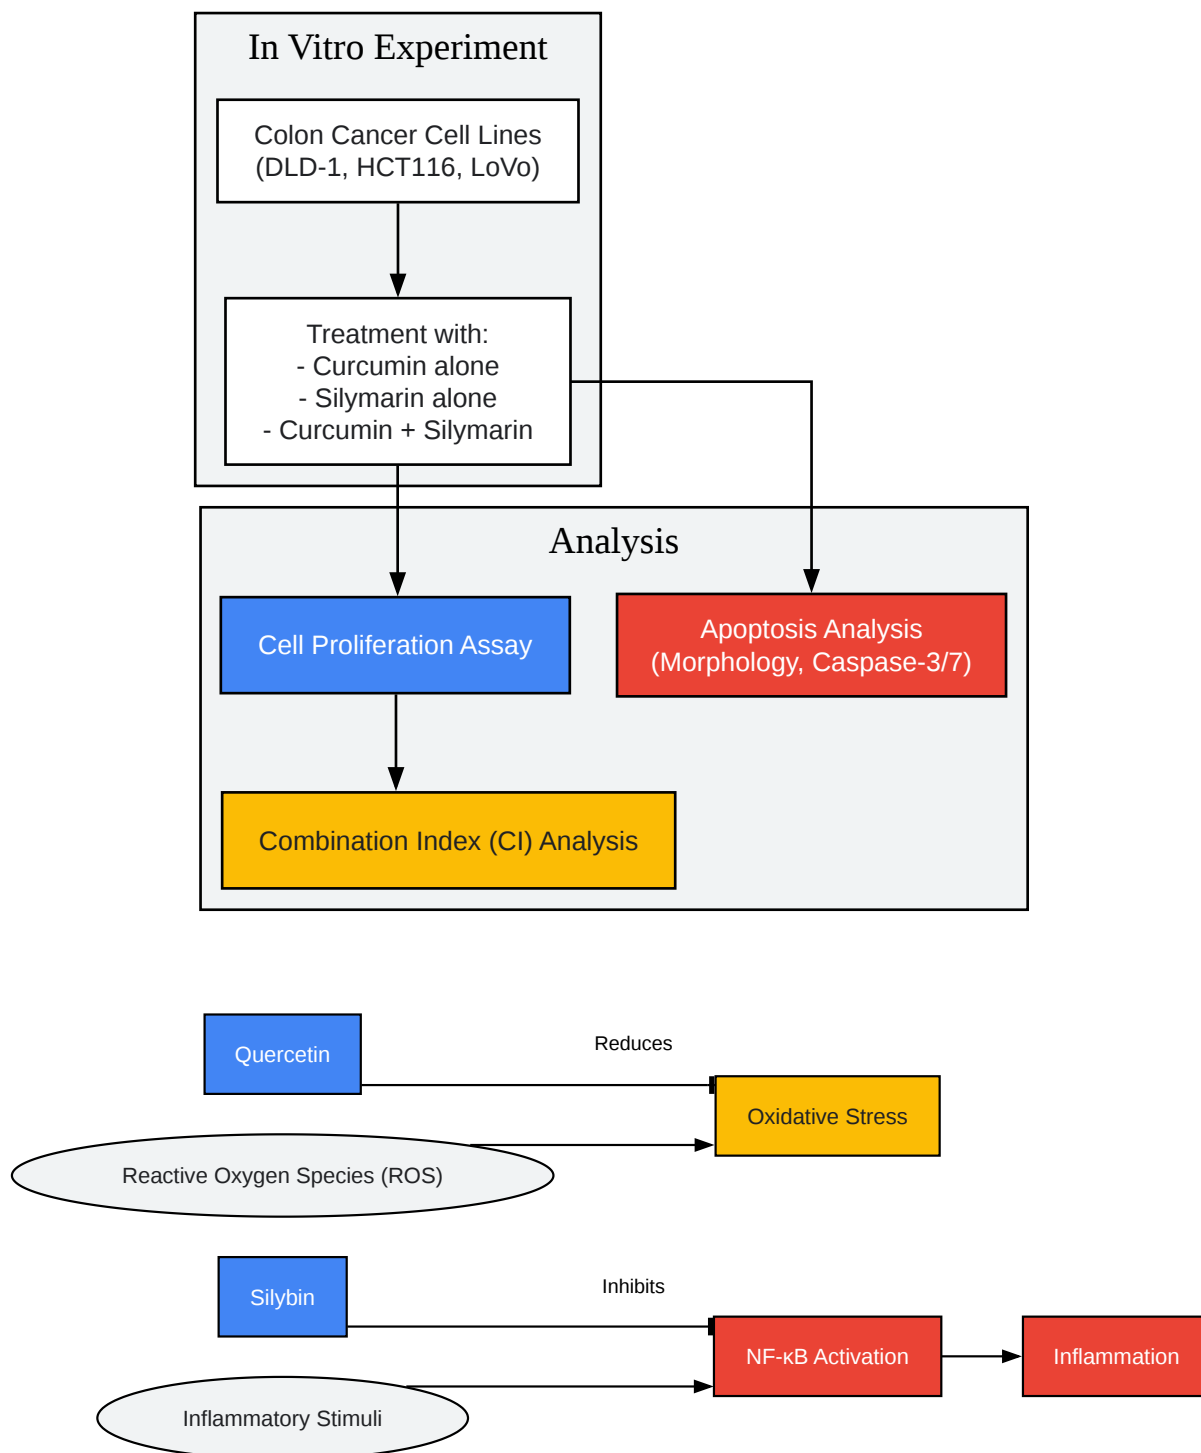 In Vitro Experiment
Colon Cancer Cell Lines
(DLD-1, HCT116, LoVo)
Treatment with:
- Curcumin alone
- Silymarin alone
- Curcumin + Silymarin
Analysis
Cell Proliferation Assay
Apoptosis Analysis
(Morphology, Caspase-3/7)
Combination Index (CI) Analysis
Quercetin
Reduces
Oxidative Stress
Reactive Oxygen Species (ROS)
Silybin
Inhibits
NF-κB Activation
Inflammation
Inflammatory Stimuli